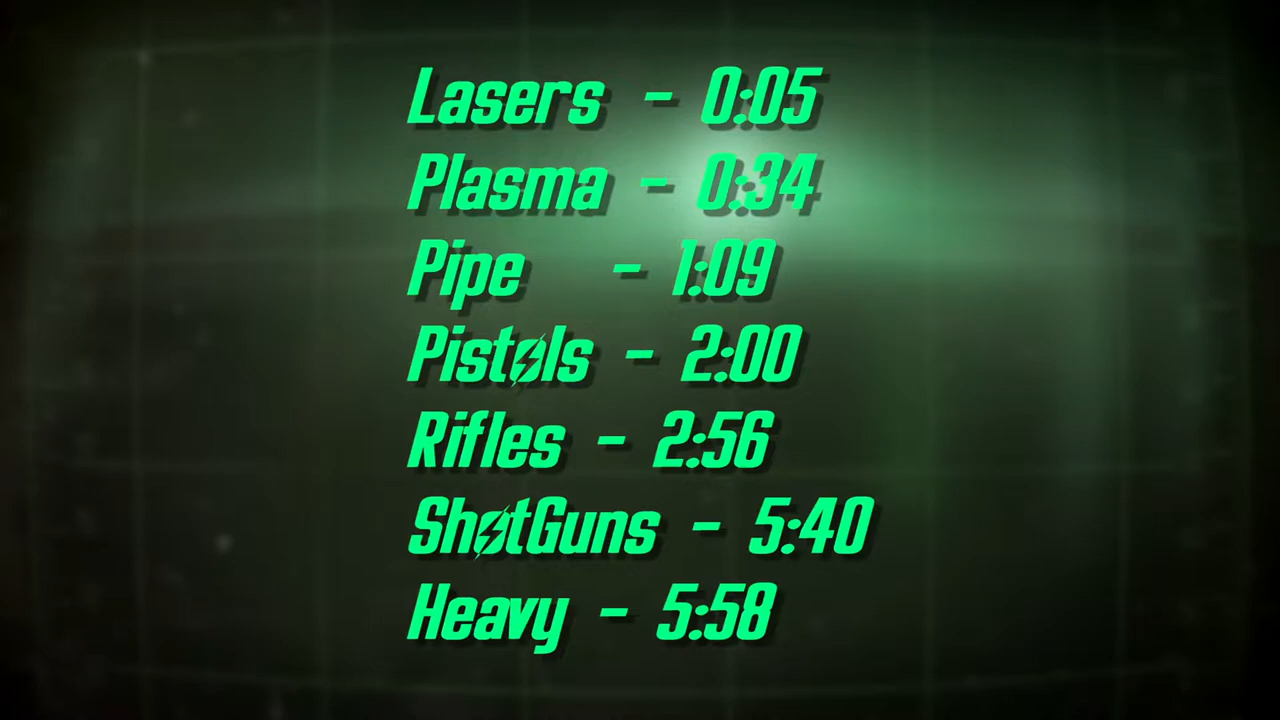 Lasers - 0:05
Plasma - 0:34
Pipe - 1:09
Pistols - 2:00
Rifles - 2:56
ShotGuns - 5:40
Heavy - 5:58